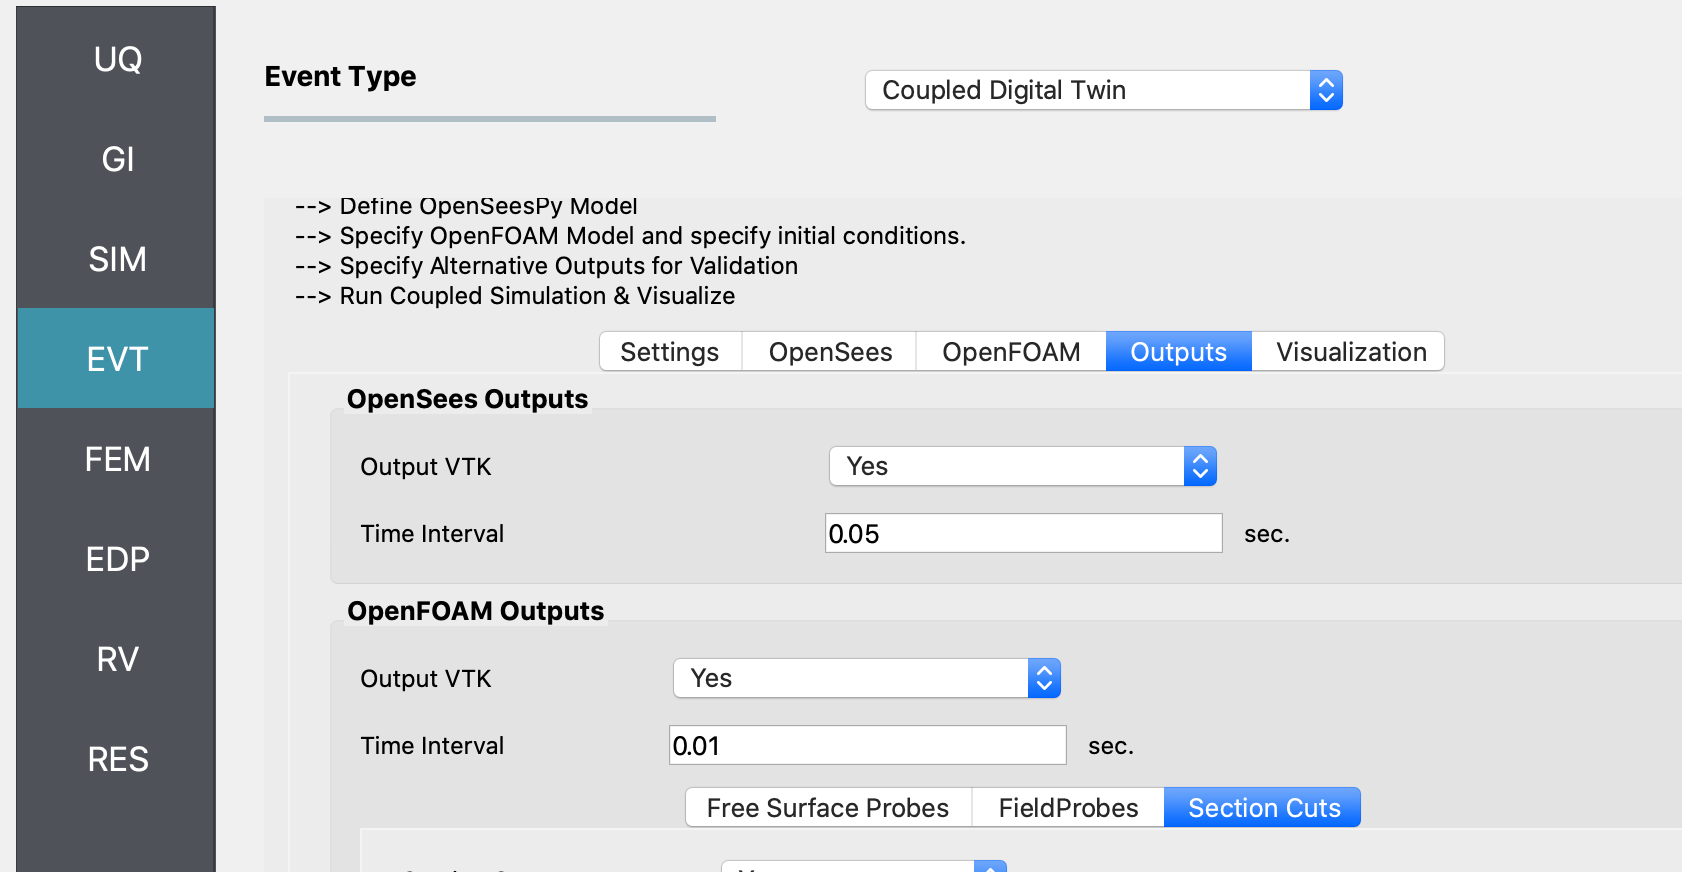 UQ
GI
SIM
EVT
FEM
EDP
RV
RES
Event Type
Coupled Digital Twin
--> Define OpenSeesPy Model
--> Specify OpenFOAM Model and specify initial conditions.
--> Specify Alternative Outputs for Validation
--> Run Coupled Simulation & Visualize
Settings OpenSees OpenFOAM Outputs Visualization
OpenSees Outputs
Output VTK Yes
Time Interval 0.05 sec.
OpenFOAM Outputs
Output VTK Yes
Time Interval 0.01 sec.
Free Surface Probes FieldProbes Section Cuts